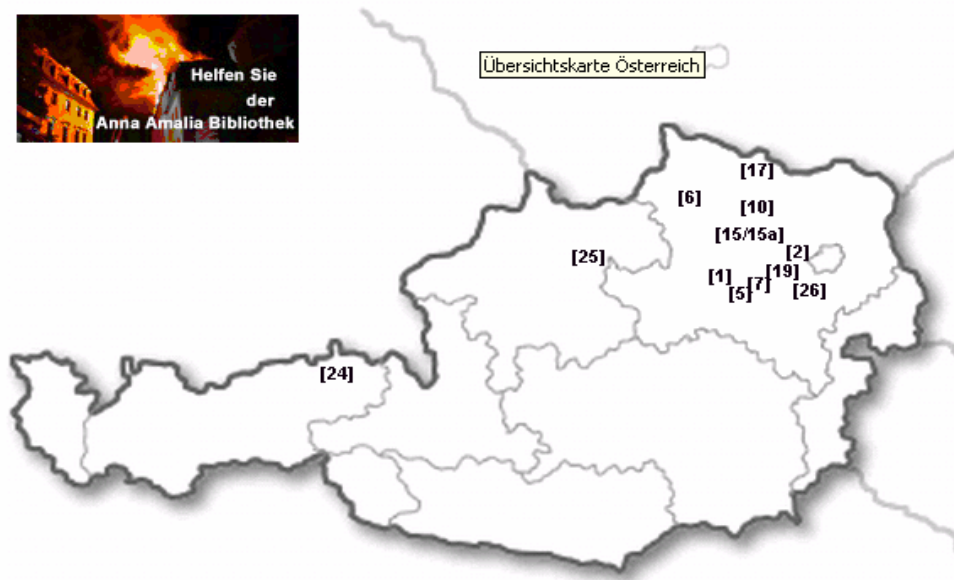 Helfen Sie
der
Anna Amalia Bibliothek
Übersichtskarte Österreich
[17]
[6]
[10]
[15/15a]
[2]
[25]
[19]
[1]
[7]
[5]
[26]
[24]